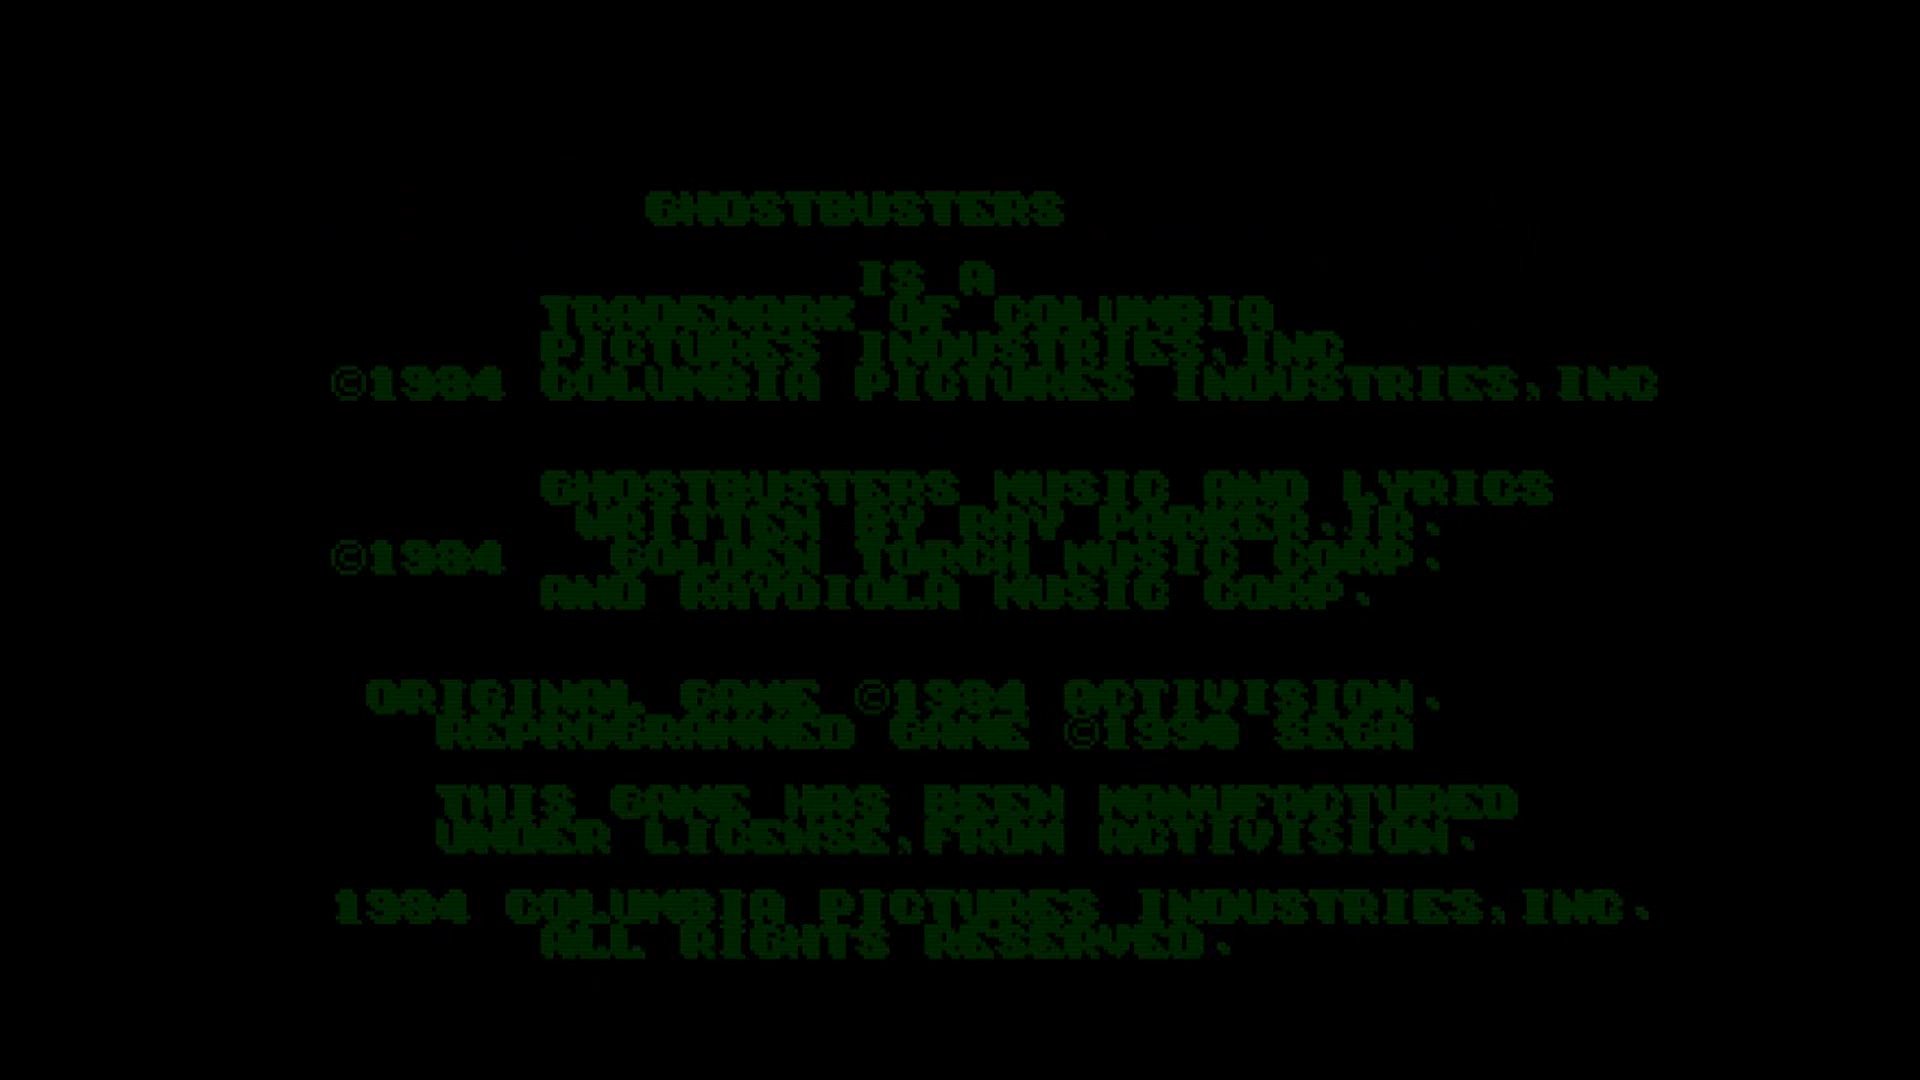 GHOSTBUSTERS
IS A
TRADEMARK OF COLUMBIA
PICTURES INDUSTRIES,INC
©1984 COLUMBIA PICTURES INDUSTRIES,INC
GHOSTBUSTERS MUSIC AND LYRICS
WRITTEN BY RAY PARKER,JR.
©1984 GOLDEN TORCH MUSIC CORP.
AND RAYDIOLA MUSIC CORP.
ORIGINAL GAME ©1984 ACTIVISION.
REPROGRAMMED GAME ©1990 SEGA
THIS GAME HAS BEEN MANUFACTURED
UNDER LICENSE,FROM ACTIVISION.
1984 COLUMBIA PICTURES INDUSTRIES,INC.
ALL RIGHTS RESERVED.